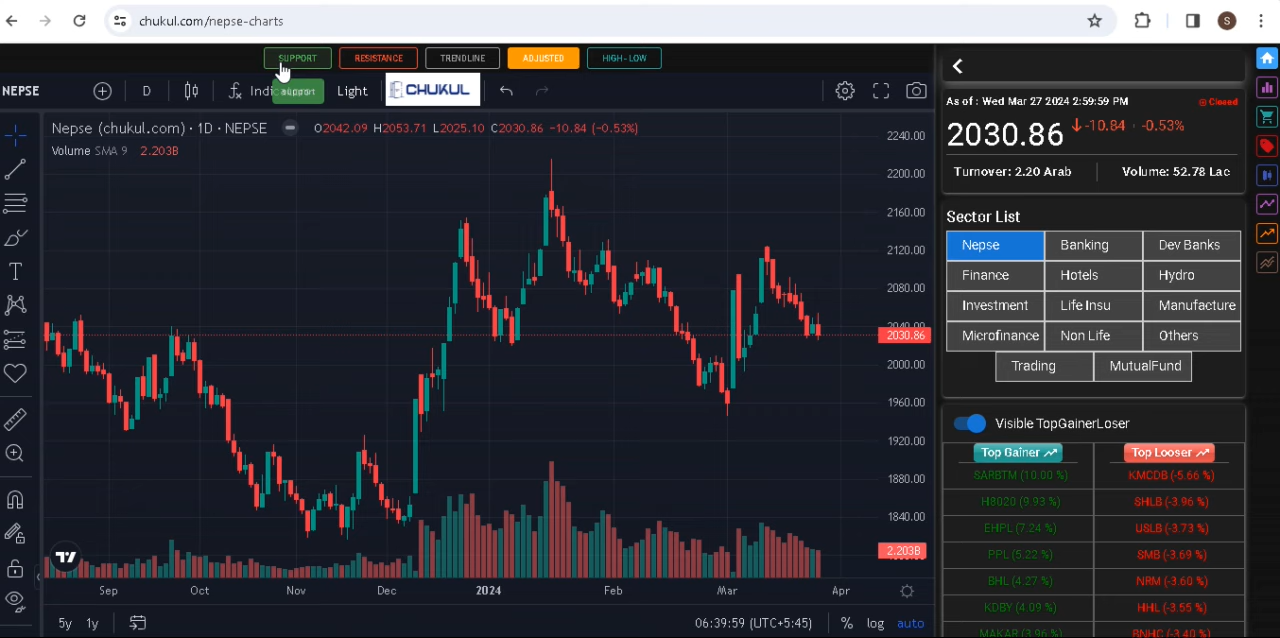 chukul.com/nepse-charts
S
SUPPORT RESISTANCE TRENDLINE ADJUSTED HIGH-LOW
NEPSE D Indi support Light CHUKUL
Nepse (chukul.com) · 1D · NEPSE O2042.09 H2053.71 L2025.10 C2030.86 -10.84 (-0.53%)
Volume SMA 9 2.203B
2240.00
2200.00
2160.00
2120.00
2080.00
2040.00
2030.86
2000.00
1960.00
1920.00
1880.00
1840.00
2.203B
Sep Oct Nov Dec 2024 Feb Mar Apr
5y 1y 06:39:59 (UTC+5:45) % log auto
As of : Wed Mar 27 2024 2:59:59 PM Closed
2030.86 -10.84 · -0.53%
Turnover: 2.20 Arab Volume: 52.78 Lac
Sector List
Nepse Banking Dev Banks
Finance Hotels Hydro
Investment Life Insu Manufacture
Microfinance Non Life Others
Trading MutualFund
Visible TopGainerLoser
Top Gainer Top Looser
SARBTM (10.00 %) KMCDB (-5.66 %)
H8020 (9.93 %) SHLB (-3.96 %)
EHPL (7.24 %) USLB (-3.73 %)
PPL (5.22 %) SMB (-3.69 %)
BHL (4.27 %) NRM (-3.60 %)
KDBY (4.09 %) HHL (-3.55 %)
MAKAR (3.96 %) BNHC (-3.40 %)